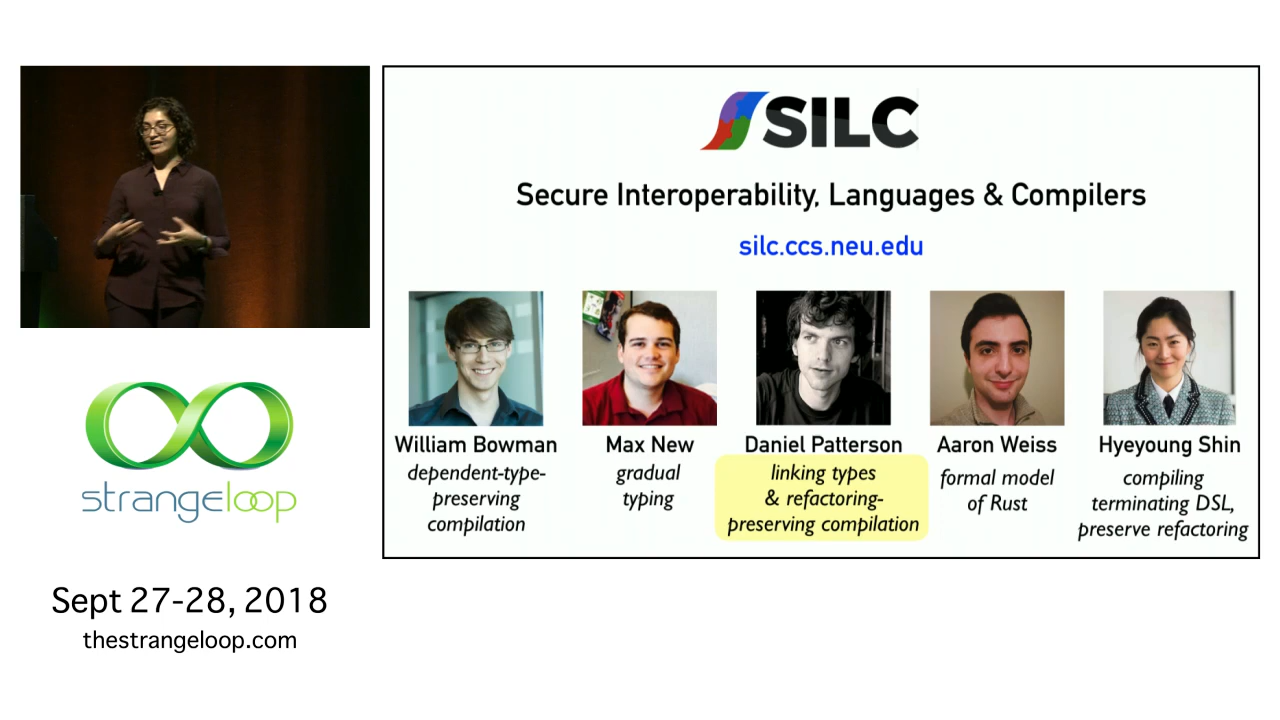 SILC
Secure Interoperability, Languages & Compilers
silc.ccs.neu.edu
William Bowman
dependent-type-
preserving
compilation
Max New
gradual
typing
Daniel Patterson
linking types
& refactoring-
preserving compilation
Aaron Weiss
formal model
of Rust
Hyeyoung Shin
compiling
terminating DSL,
preserve refactoring
strangeloop
Sept 27-28, 2018
thestrangeloop.com